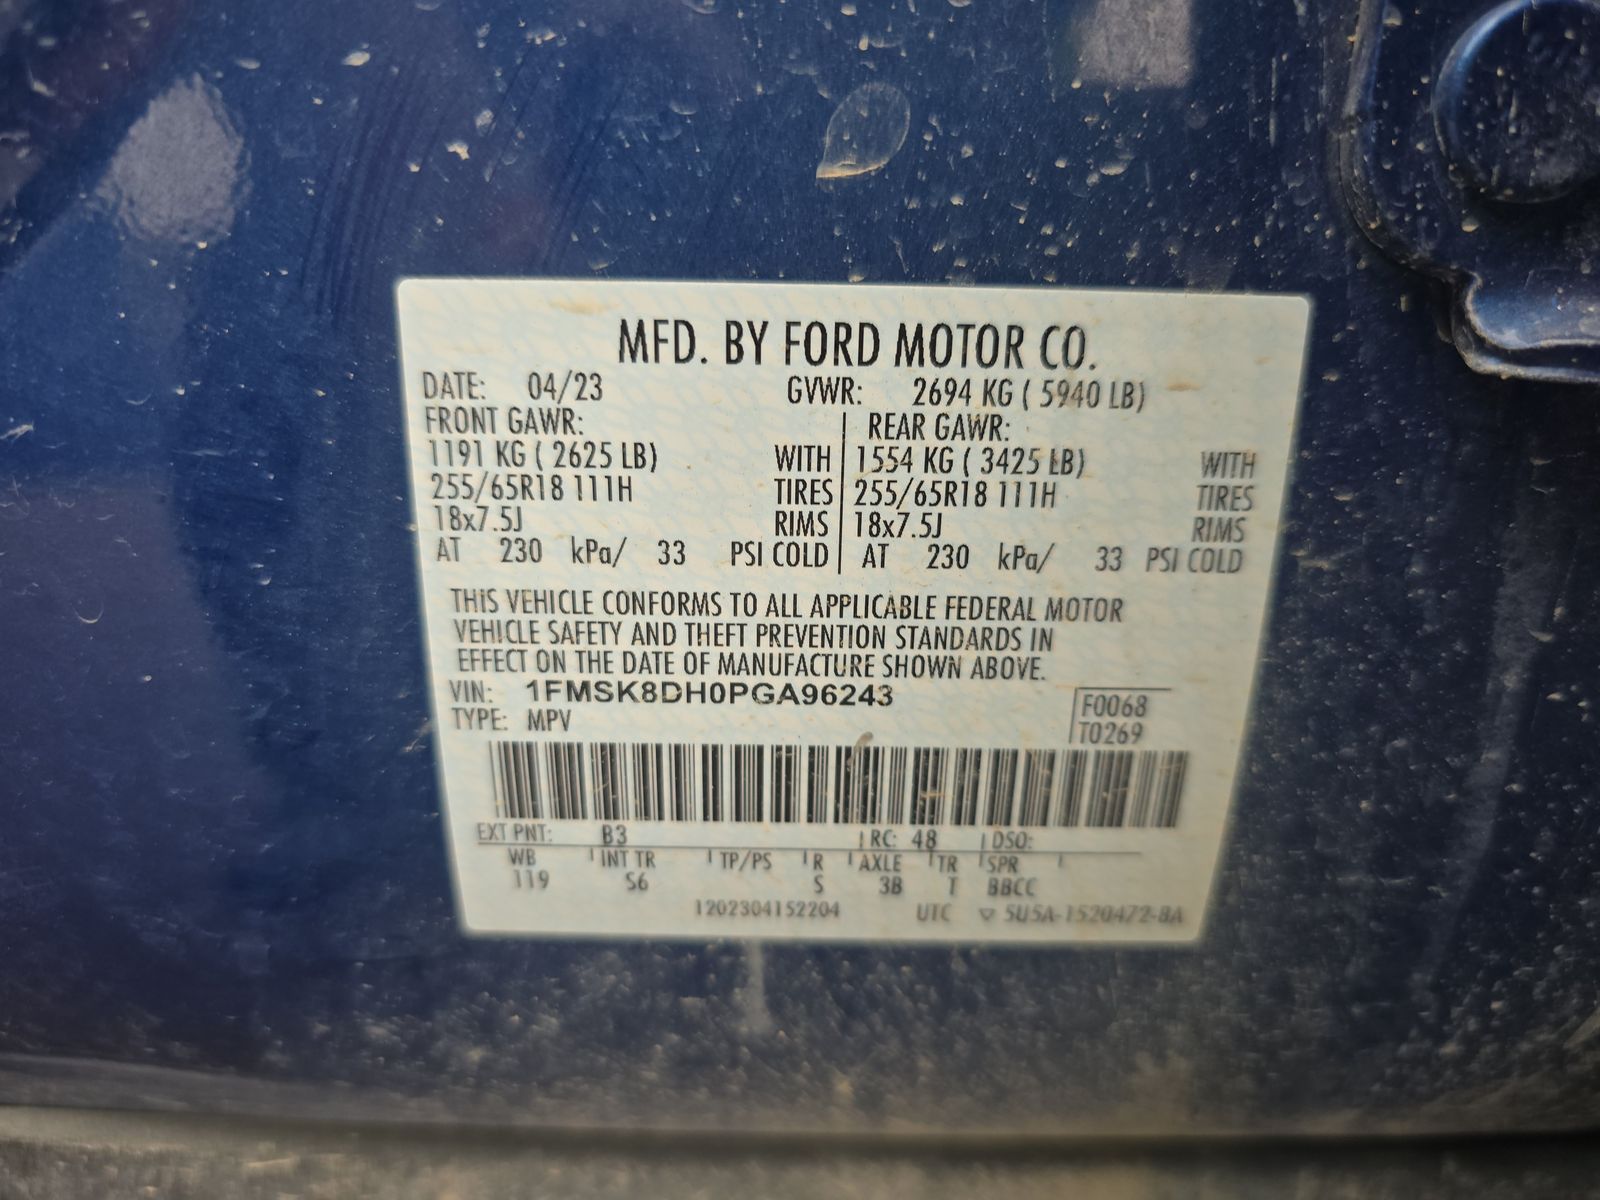 MFD. BY FORD MOTOR CO.
DATE: 04/23 GVWR: 2694 KG ( 5940 LB)
FRONT GAWR: REAR GAWR:
1191 KG ( 2625 LB) WITH 1554 KG ( 3425 LB) WITH
255/65R18 111H TIRES 255/65R18 111H TIRES
18x7.5J RIMS 18x7.5J RIMS
AT 230 kPa/ 33 PSI COLD AT 230 kPa/ 33 PSI COLD
THIS VEHICLE CONFORMS TO ALL APPLICABLE FEDERAL MOTOR
VEHICLE SAFETY AND THEFT PREVENTION STANDARDS IN
EFFECT ON THE DATE OF MANUFACTURE SHOWN ABOVE.
VIN: 1FMSK8DH0PGA96243
TYPE: MPV
F0068
T0269
EXT PNT: B3 RC: 48 DSO:
WB INT TR TP/PS R AXLE TR SPR
119 S6 S 3B T BBCC
1202304152204 UTC ▽ 5U5A-1520472-BA